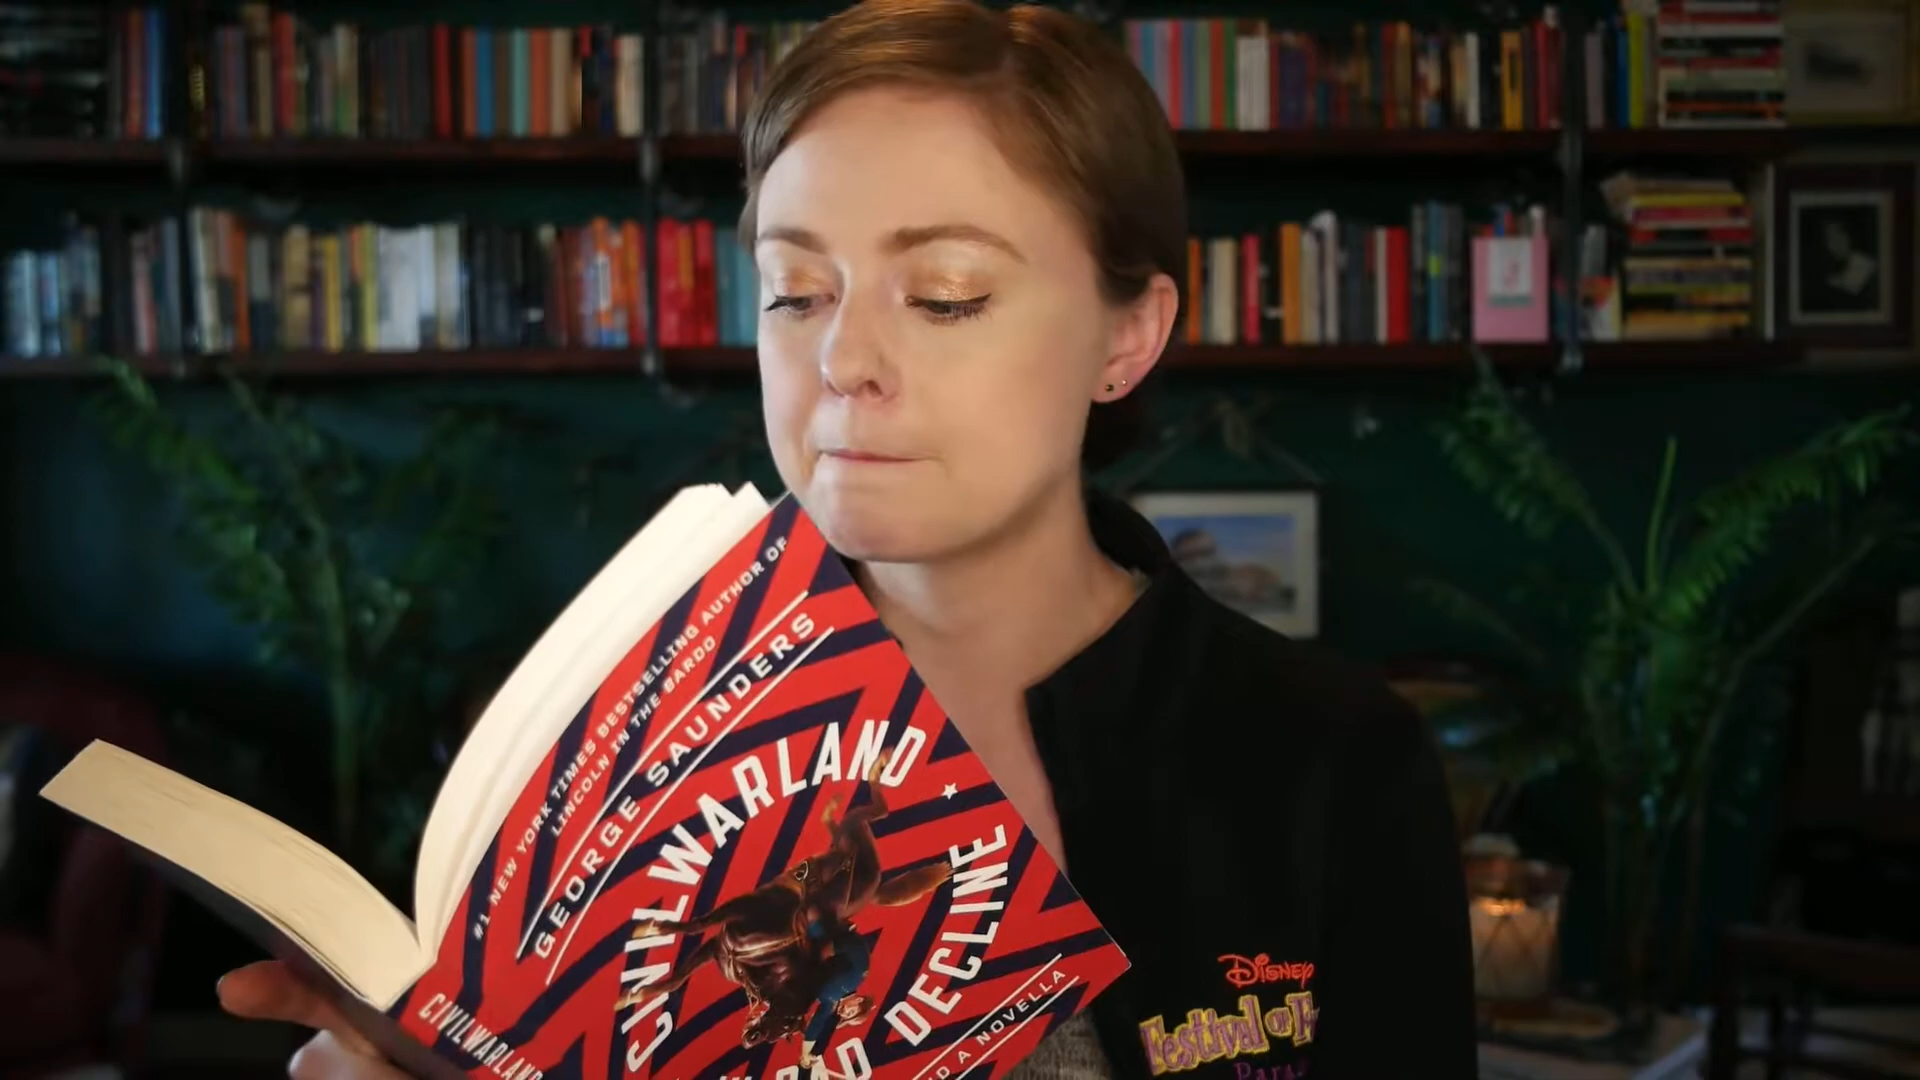 #1 NEW YORK TIMES BESTSELLING AUTHOR OF
LINCOLN IN THE BARDO
GEORGE SAUNDERS
CIVILWARLAND
DECLINE
A NOVELLA
CIVILWARLAND
DISNEY
Festival of